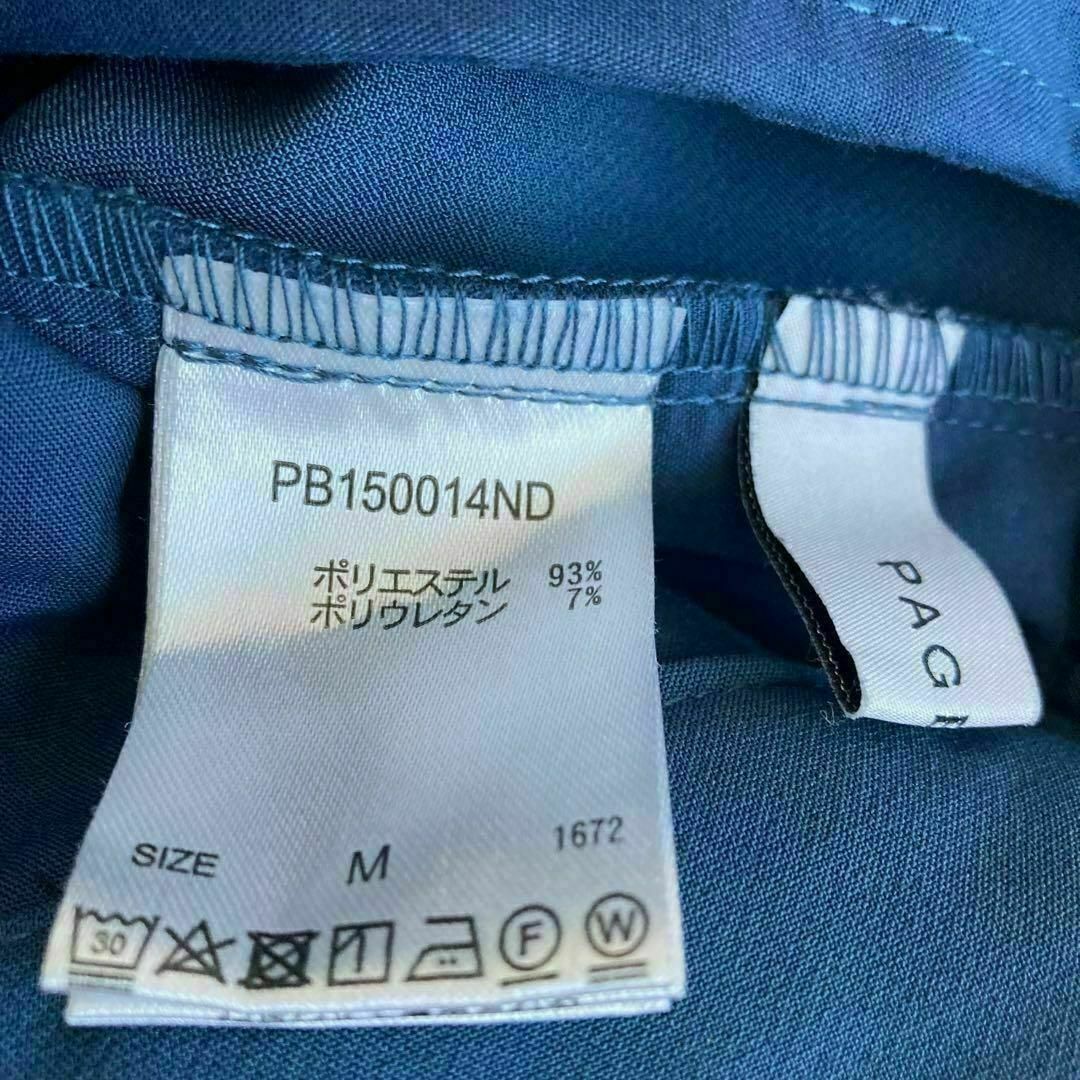 PB150014ND
ポリエステル 93%
ポリウレタン 7%
SIZE M 1672
30 F W
PAG